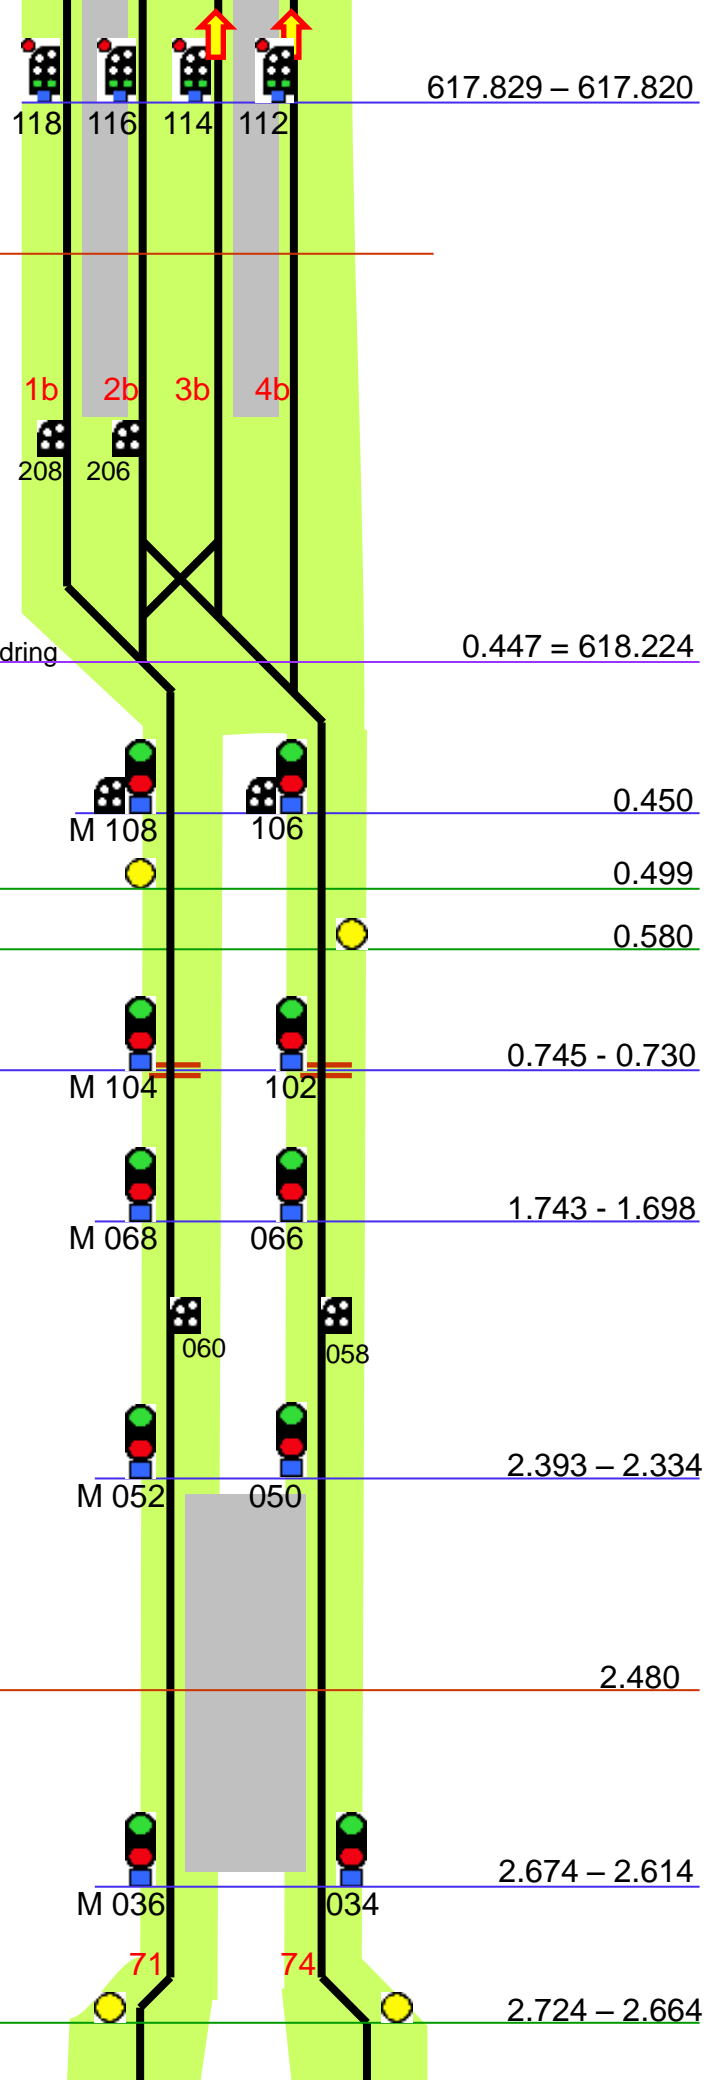 617.829 – 617.820
118 116 114 112
1b 2b 3b 4b
208 206
dring 0.447 = 618.224
0.450
M 108 106
0.499
0.580
0.745 - 0.730
M 104 102
1.743 - 1.698
M 068 066
060 058
2.393 – 2.334
M 052 050
2.480
2.674 – 2.614
M 036 034
71 74
2.724 – 2.664